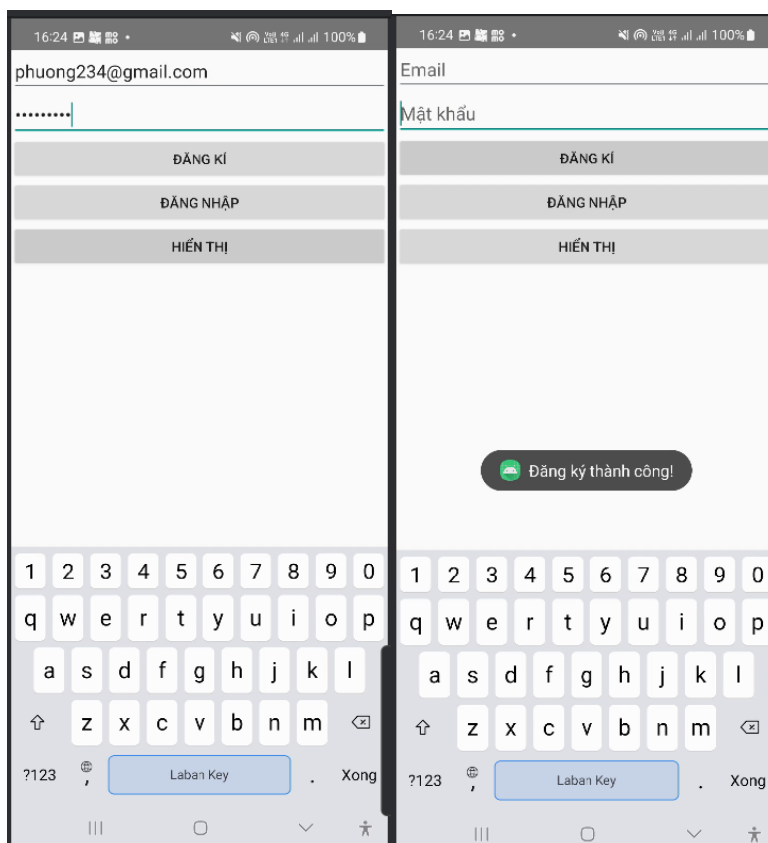 16:24 100%
phuong234@gmail.com
•••••••••
ĐĂNG KÍ
ĐĂNG NHẬP
HIỂN THỊ
1 2 3 4 5 6 7 8 9 0
q w e r t y u i o p
a s d f g h j k l
z x c v b n m
?123 , Laban Key . Xong
16:24 100%
Email
Mật khẩu
ĐĂNG KÍ
ĐĂNG NHẬP
HIỂN THỊ
Đăng ký thành công!
1 2 3 4 5 6 7 8 9 0
q w e r t y u i o p
a s d f g h j k l
z x c v b n m
?123 , Laban Key . Xong